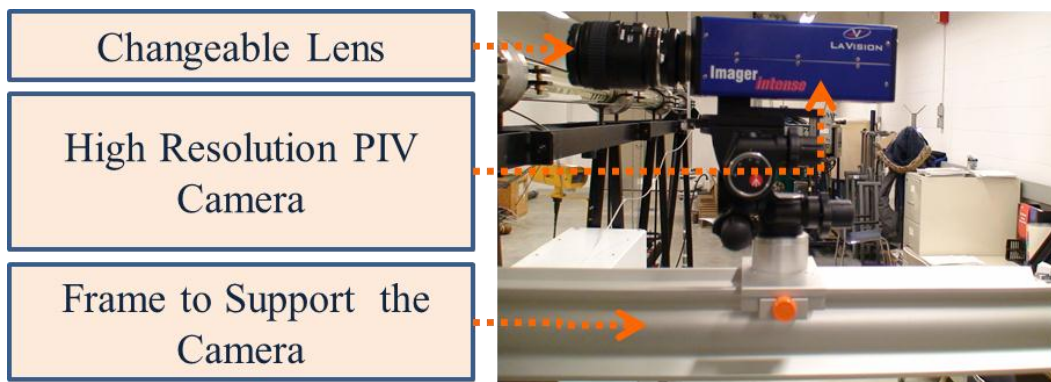 Changeable Lens
High Resolution PIV
Camera
Frame to Support the
Camera
LAVISION
Imager
intense